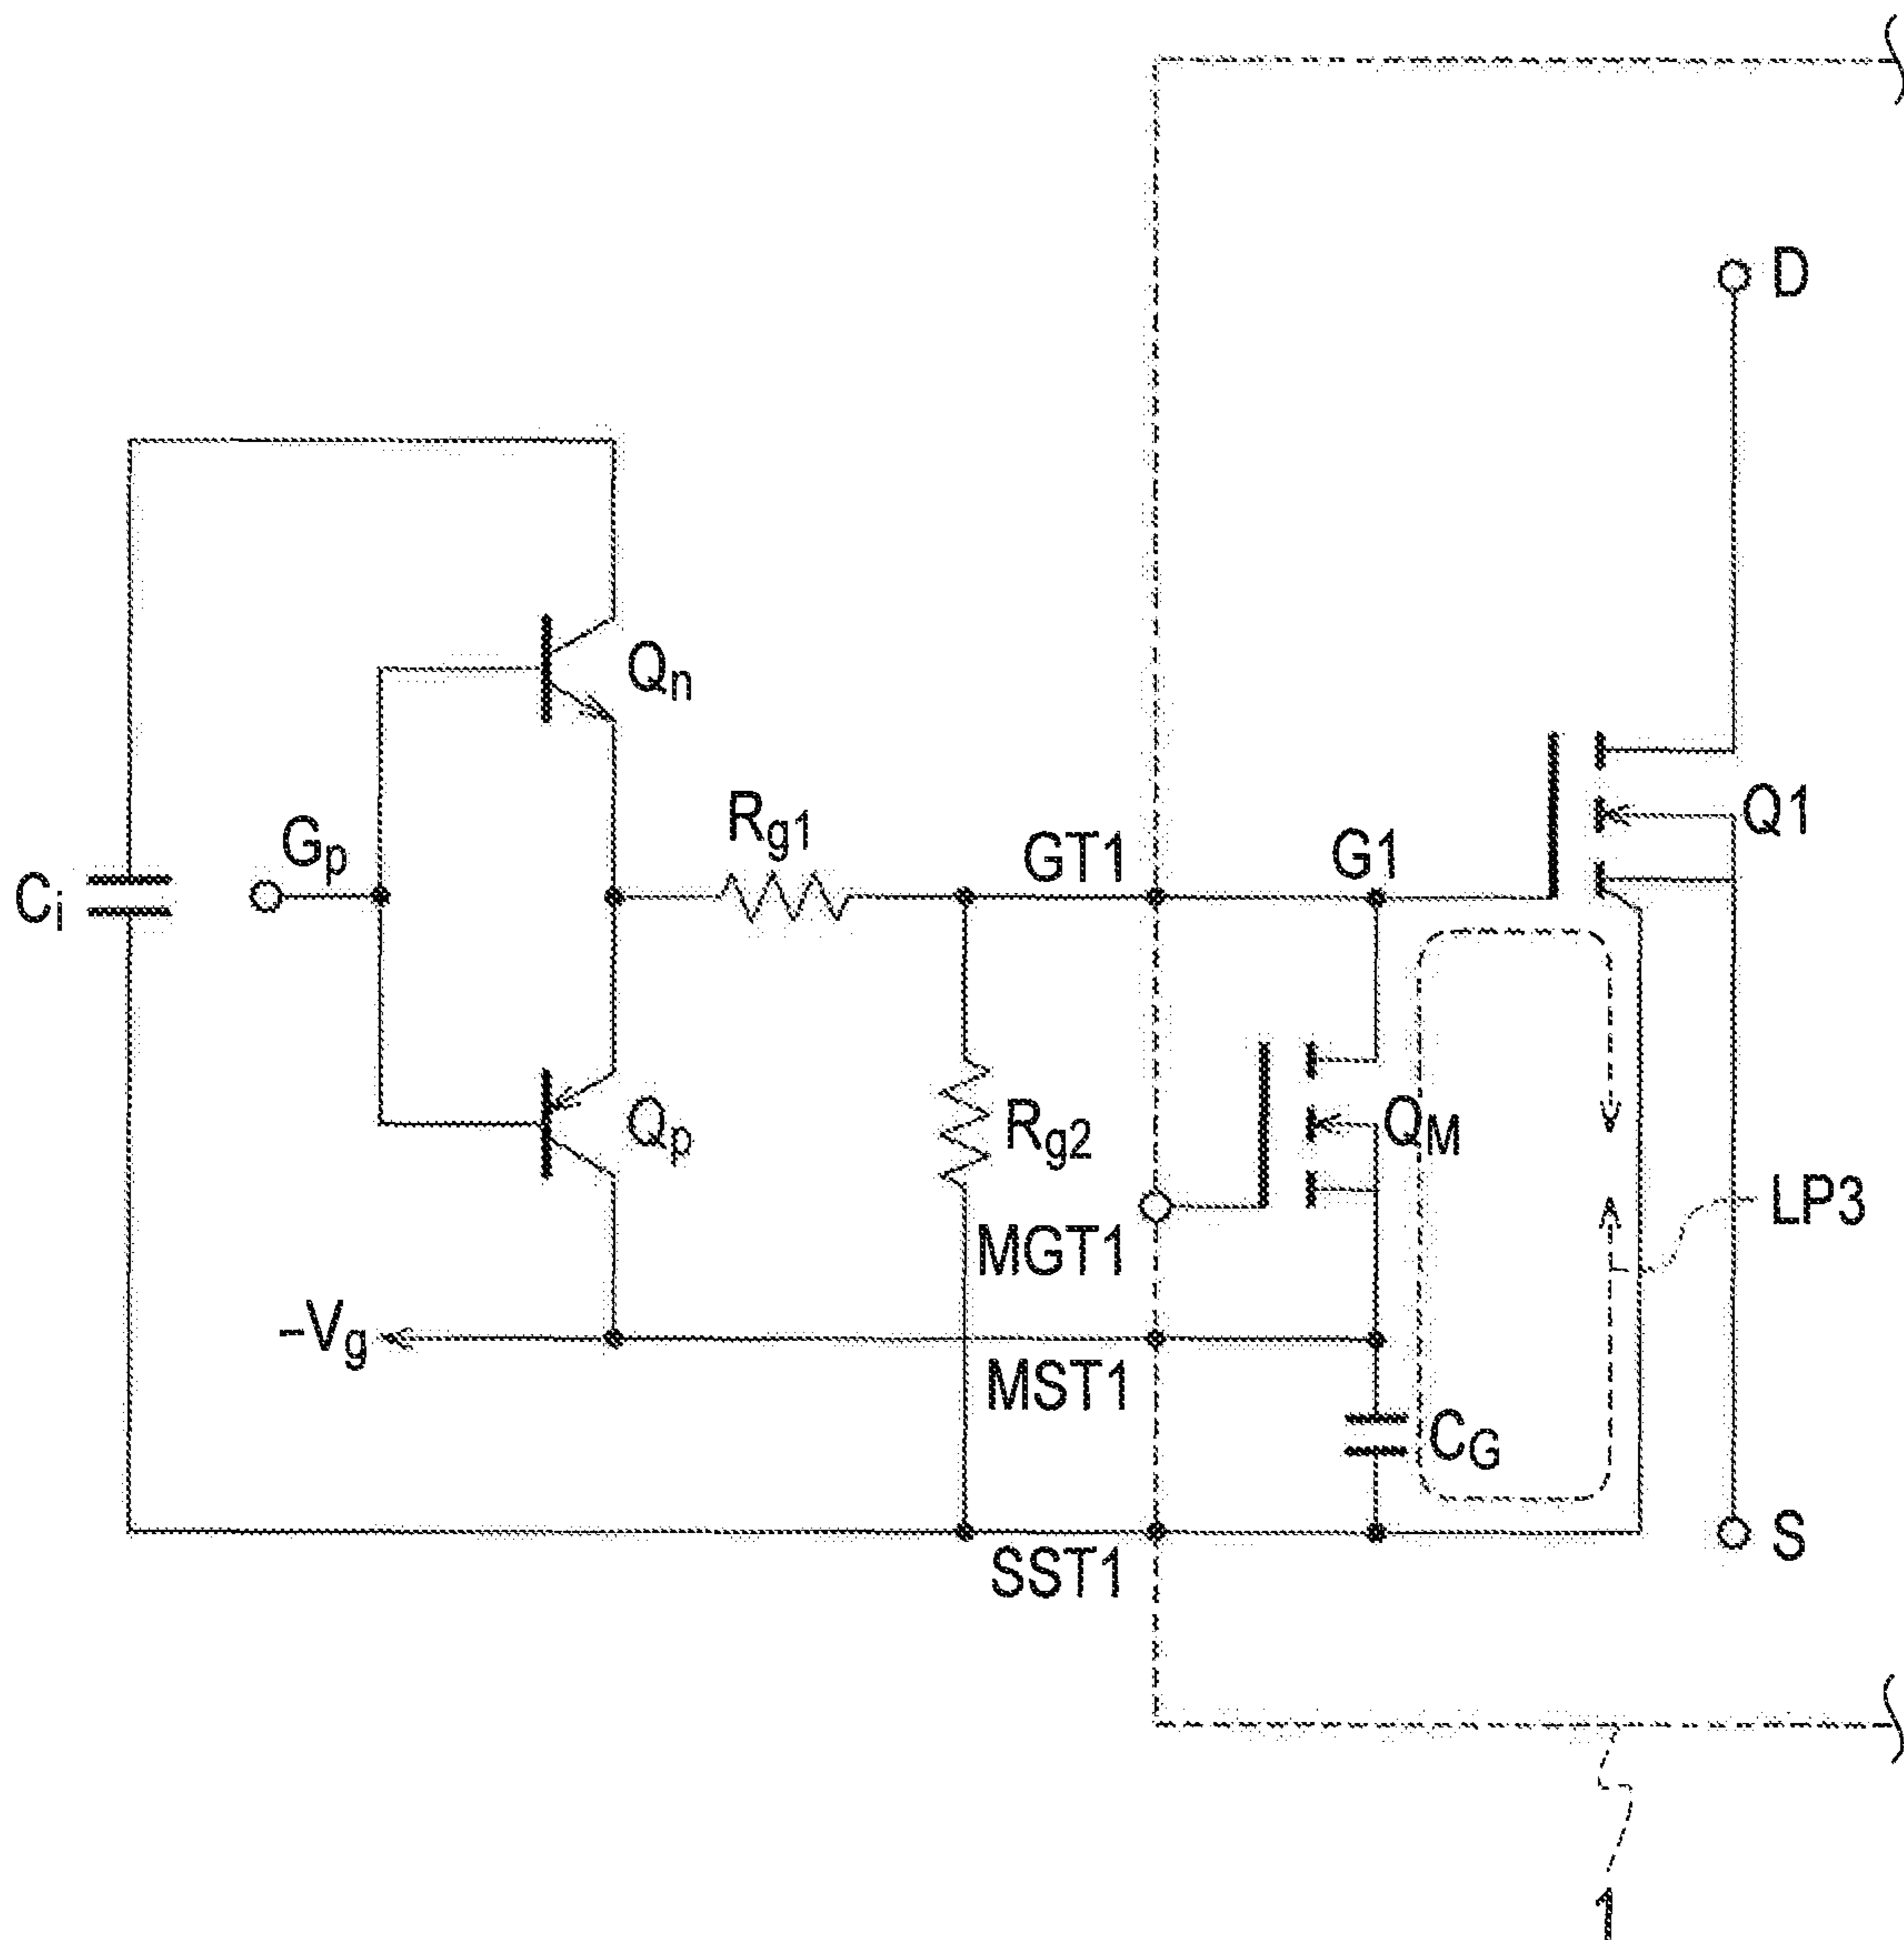 D
Qn
Q1
Rg1
Gp
GT1
G1
Ci
Qp
Rg2
QM
LP3
MGT1
–Vg
MST1
CG
SST1
S
1